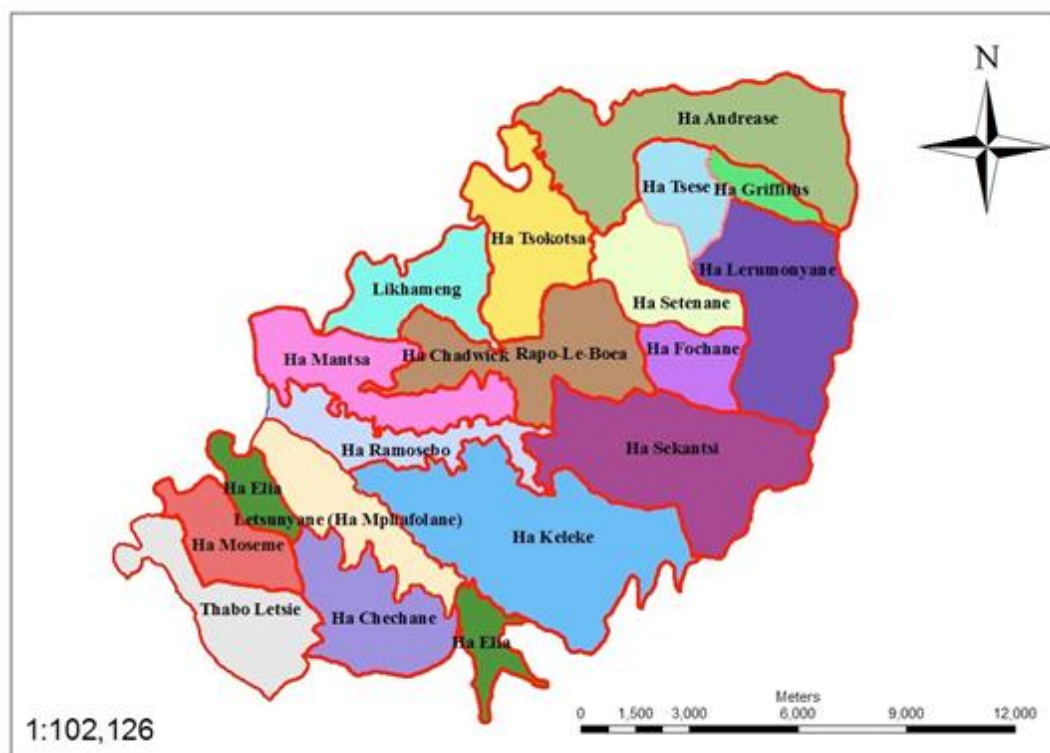 N
Ha Andrease
Ha Tsese
Ha Griffiths
Ha Tsokotsa
Ha Lerumonyane
Likhameng
Ha Setenane
Ha Mantsa
Ha Chadwick
Rapo-Le-Boea
Ha Fochane
Ha Ramosebo
Ha Sekantsi
Ha Elia
Letsunyane (Ha Mphafolane)
Ha Keleke
Ha Moseme
Thabo Letsie
Ha Chechane
Ha Elia
Meters
0 1,500 3,000 6,000 9,000 12,000
1:102,126